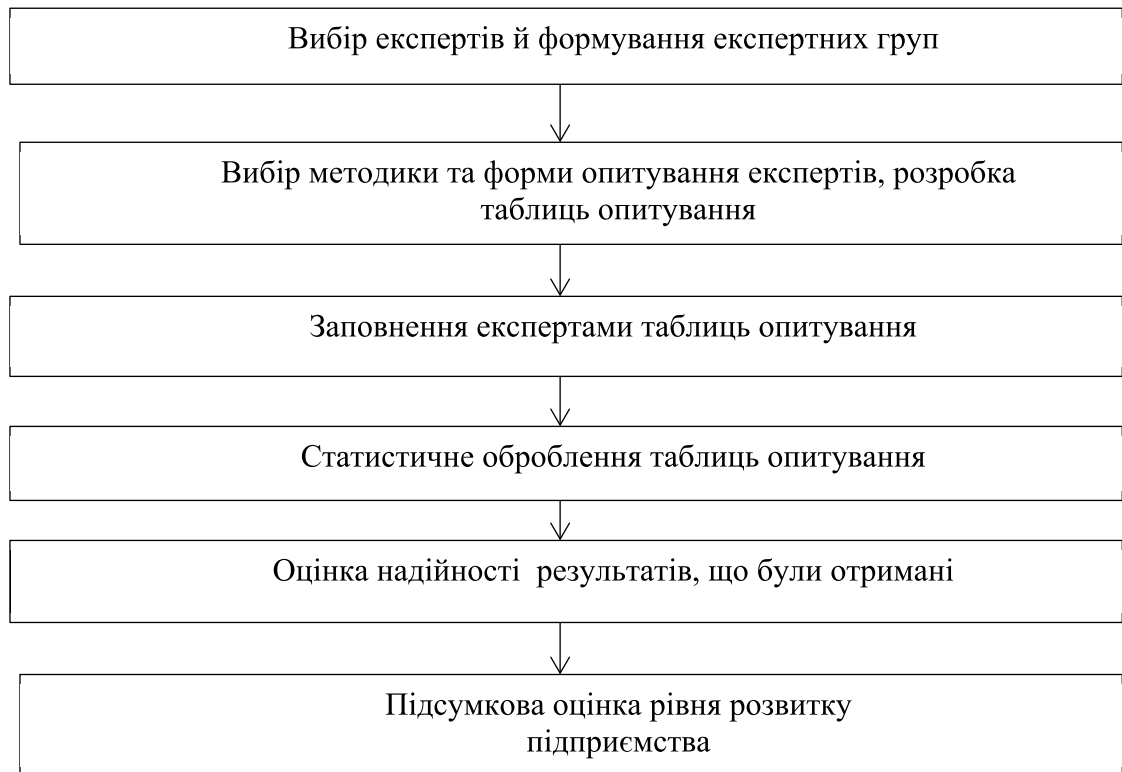 Вибір експертів й формування експертних груп
Вибір методики та форми опитування експертів, розробка
таблиць опитування
Заповнення експертами таблиць опитування
Статистичне оброблення таблиць опитування
Оцінка надійності результатів, що були отримані
Підсумкова оцінка рівня розвитку
підприємства